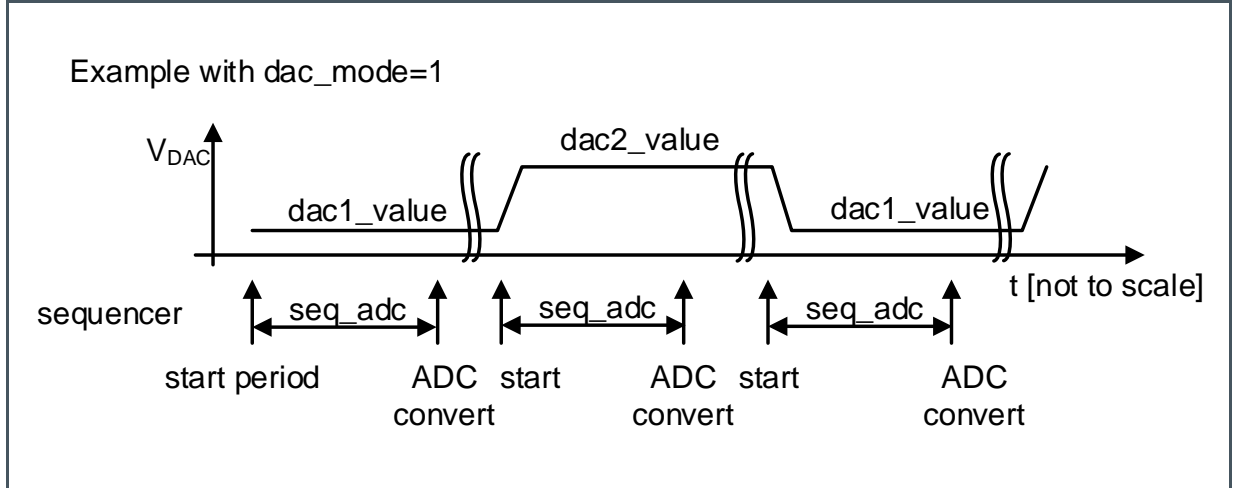 Example with dac_mode=1
VDAC
dac2_value
dac1_value
dac1_value
t [not to scale]
sequencer
seq_adc
seq_adc
seq_adc
start period
ADC convert
start
ADC convert
start
ADC convert